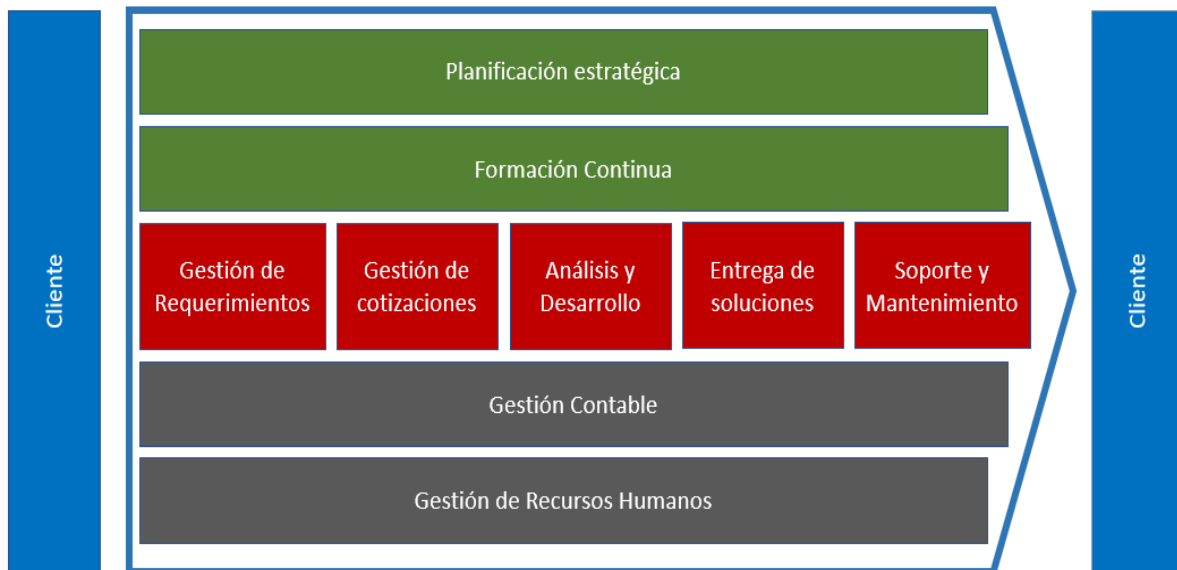 Cliente
Planificación estratégica
Formación Continua
Gestión de
Requerimientos
Gestión de
cotizaciones
Análisis y
Desarrollo
Entrega de
soluciones
Soporte y
Mantenimiento
Gestión Contable
Gestión de Recursos Humanos
Cliente